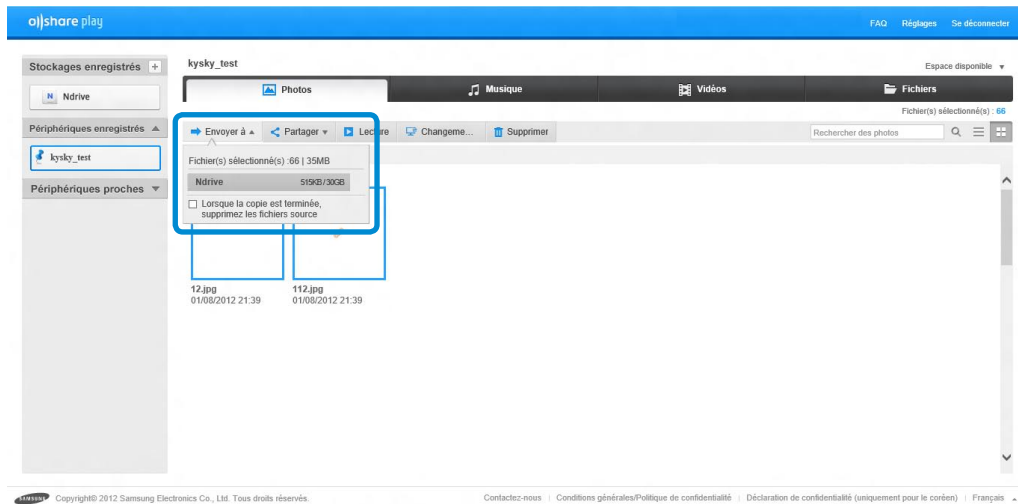 allshare play
FAQ Réglages Se déconnecter
Stockages enregistrés +
N Ndrive
Périphériques enregistrés
kysky_test
Périphériques proches
kysky_test
Espace disponible
Photos
Musique
Vidéos
Fichiers
Fichier(s) sélectionné(s) : 66
Envoyer à
Partager
Lecture
Changeme...
Supprimer
Rechercher des photos
Fichier(s) sélectionné(s) :66 | 35MB
Ndrive 515KB/30GB
Lorsque la copie est terminée,
supprimez les fichiers source
12.jpg
01/08/2012 21:39
112.jpg
01/08/2012 21:39
SAMSUNG Copyright© 2012 Samsung Electronics Co., Ltd. Tous droits réservés.
Contactez-nous | Conditions générales/Politique de confidentialité | Déclaration de confidentialité (uniquement pour le coréen) | Français